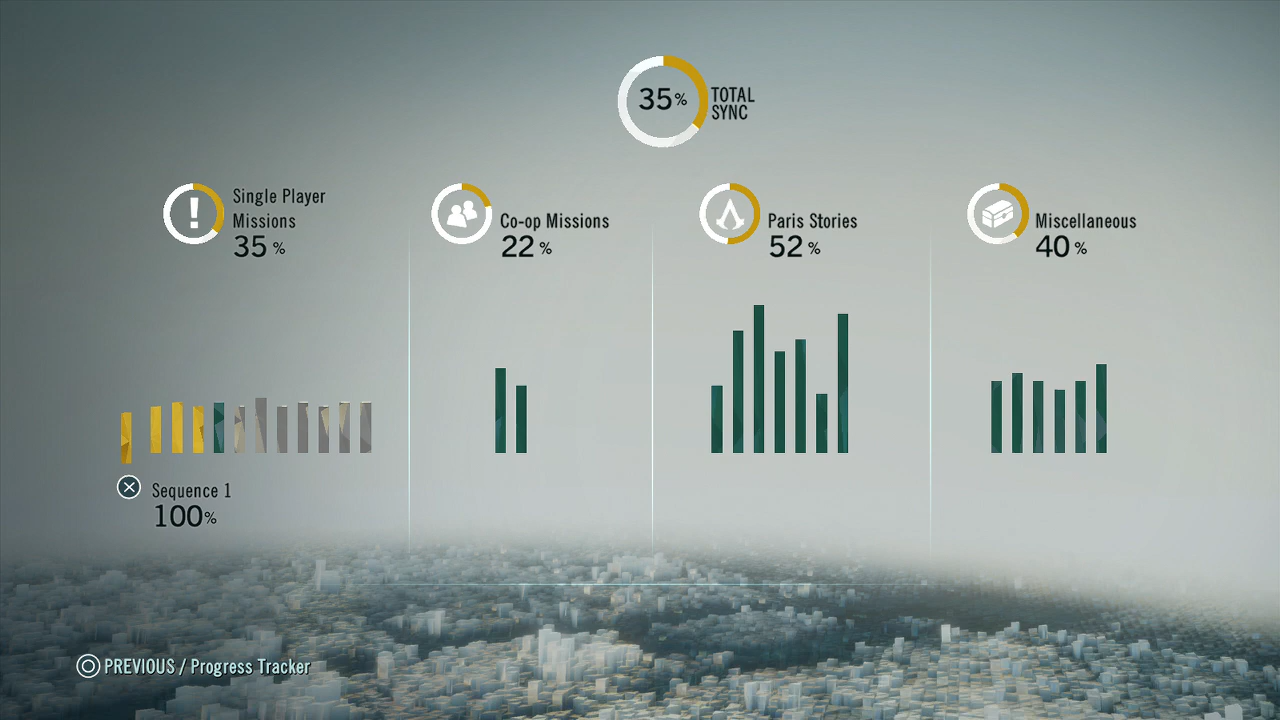 35%
TOTAL
SYNC
Single Player
Missions
35 %
Co-op Missions
22 %
Paris Stories
52 %
Miscellaneous
40 %
Sequence 1
100%
PREVIOUS / Progress Tracker